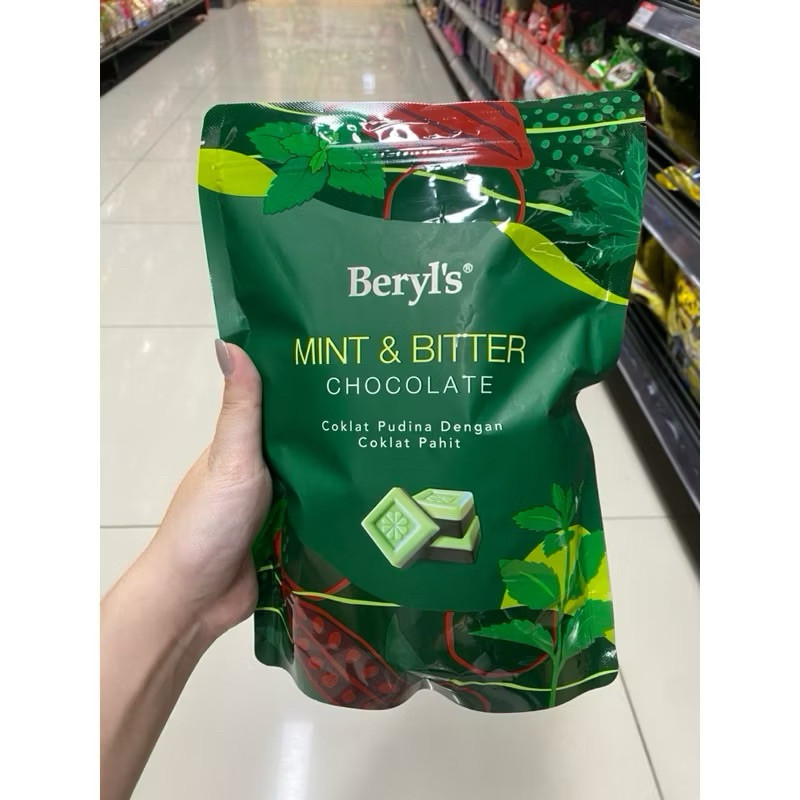 Beryl's®
MINT & BITTER
CHOCOLATE
Coklat Pudina Dengan
Coklat Pahit